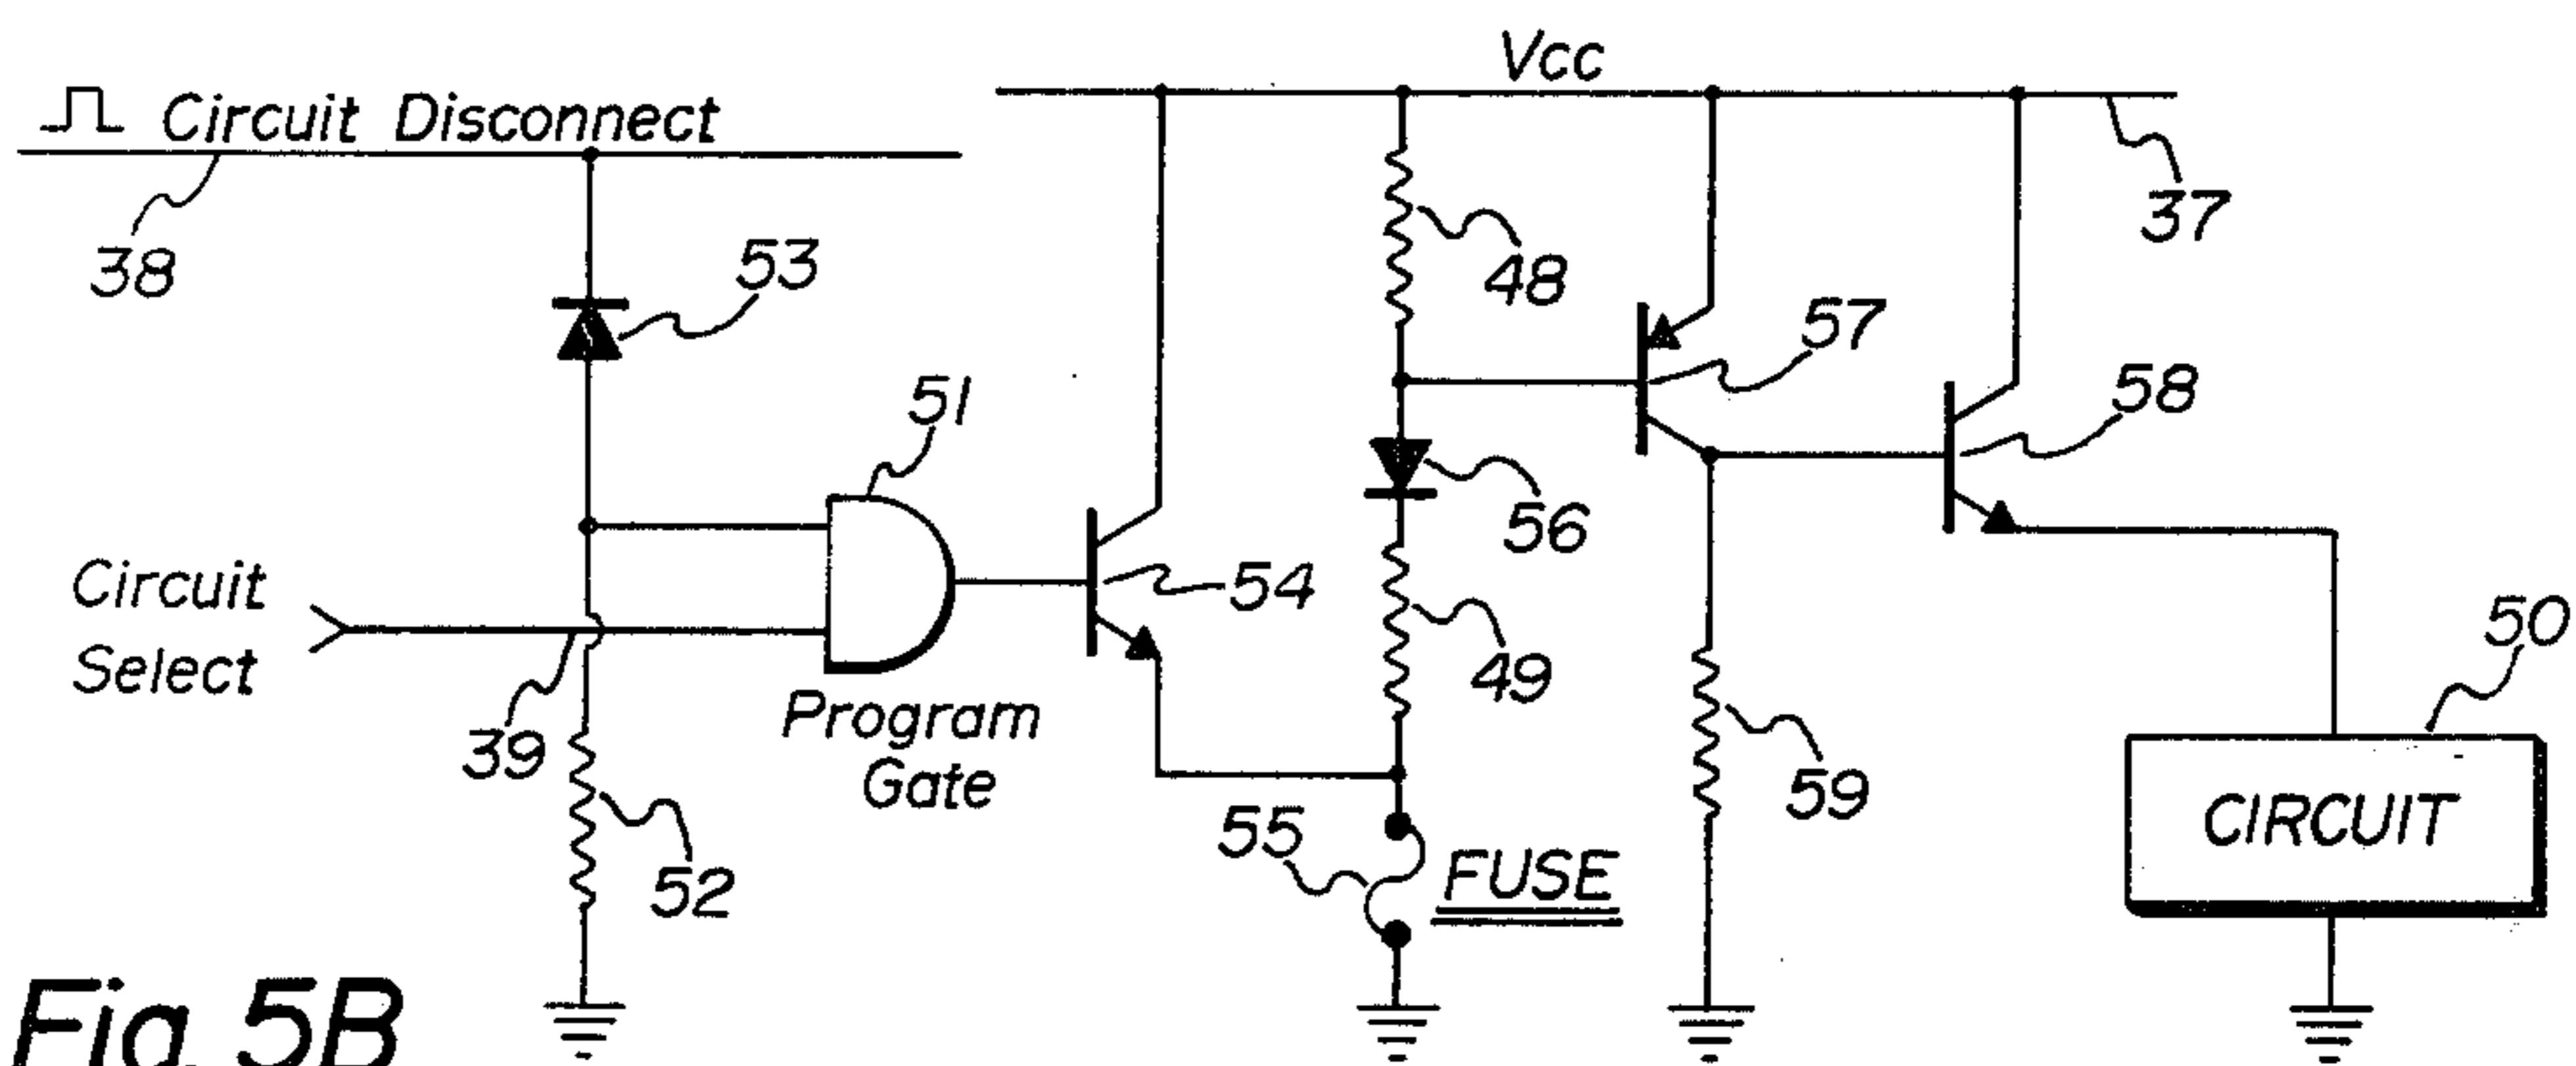 Vcc
Circuit Disconnect
37
38
53
48
57
58
51
56
Circuit
Select
54
50
39
Program
Gate
49
59
52
55
FUSE
CIRCUIT
Fig. 5B